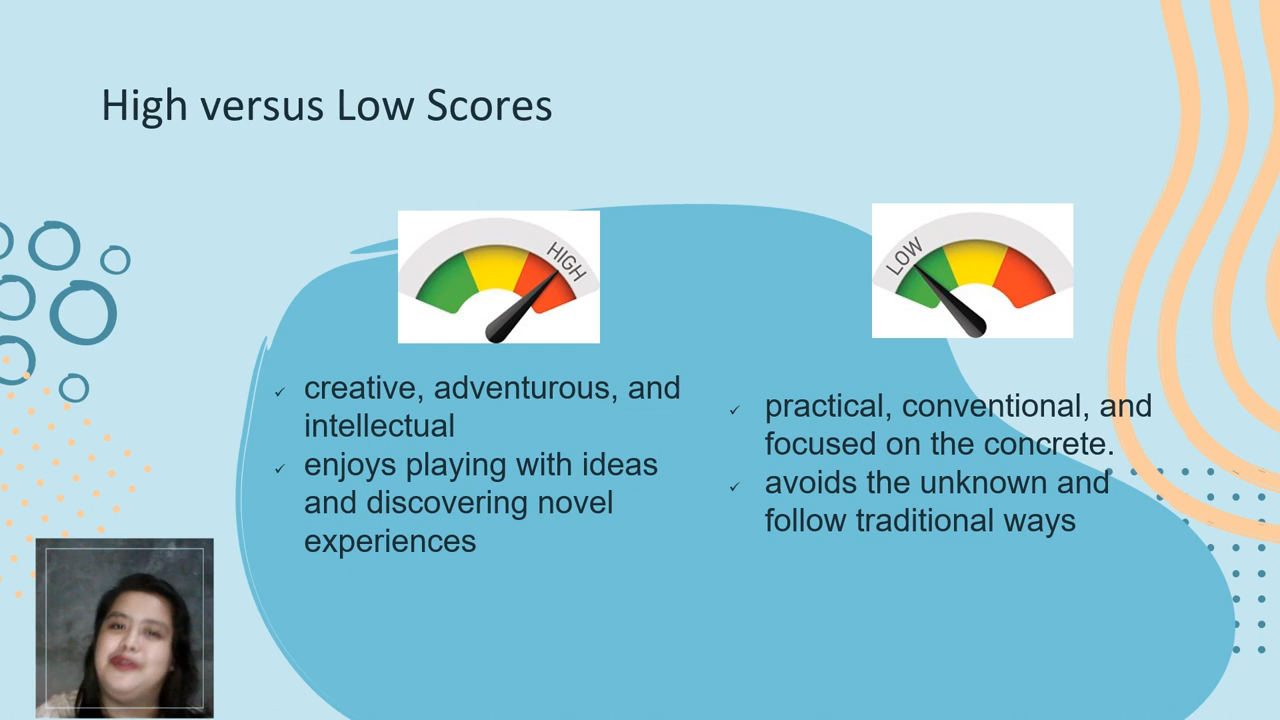 High versus Low Scores
HIGH
LOW
creative, adventurous, and
intellectual
enjoys playing with ideas
and discovering novel
experiences
practical, conventional, and
focused on the concrete.
avoids the unknown and
follow traditional ways